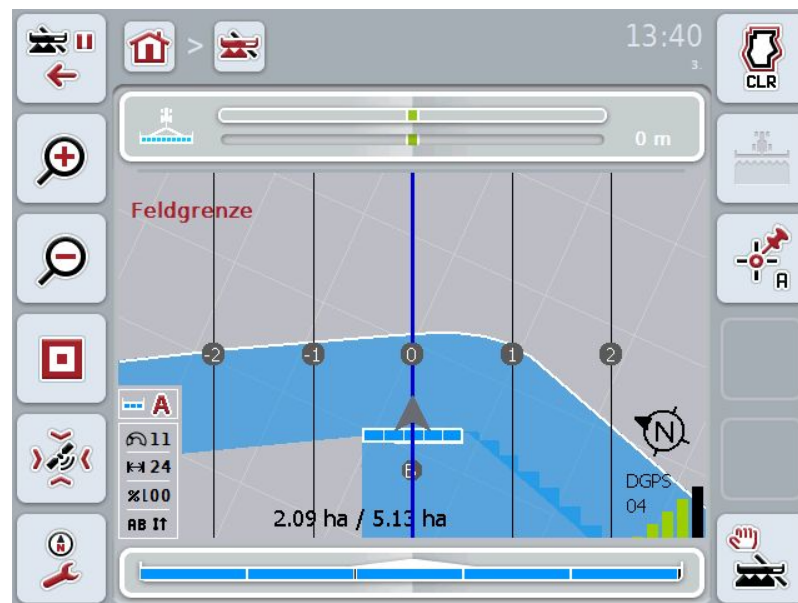 13:40
3.
CLR
0 m
Feldgrenze
-2 -1 0 1 2
A
A
11
24
%100
AB
B
N
DGPS
04
2.09 ha / 5.13 ha